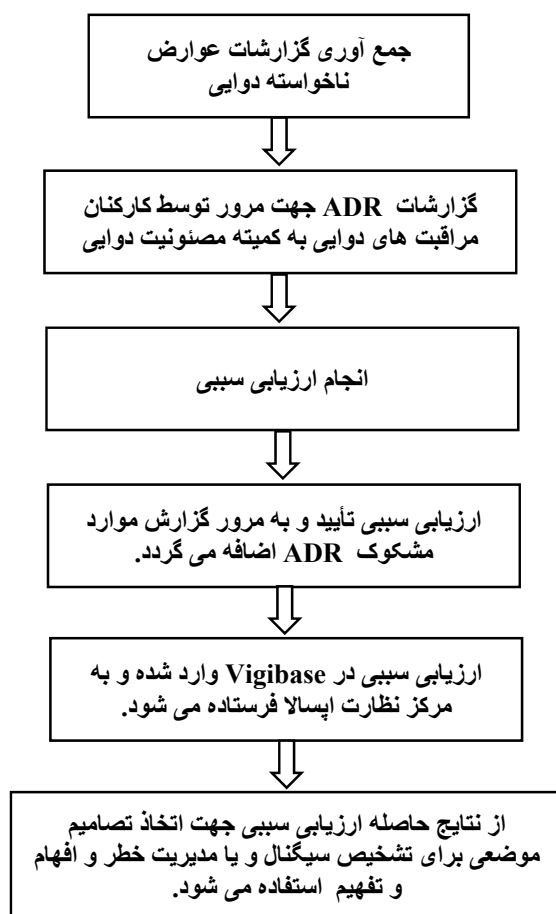 جمع آوری گزارشات عوارض
ناخواسته دوایی
گزارشات ADR جهت مرور توسط کارکنان
مراقبت های دوایی به کمیته مصئونیت دوایی
انجام ارزیابی سببی
ارزیابی سببی تأیید و به مرور گزارش موارد
مشکوک ADR اضافه می گردد.
ارزیابی سببی در Vigibase وارد شده و به
مرکز نظارت اپسالا فرستاده می شود.
از نتایج حاصله ارزیابی سببی جهت اتخاذ تصامیم
موضعی برای تشخیص سیگنال و یا مدیریت خطر و افهام
و تفهیم استفاده می شود.